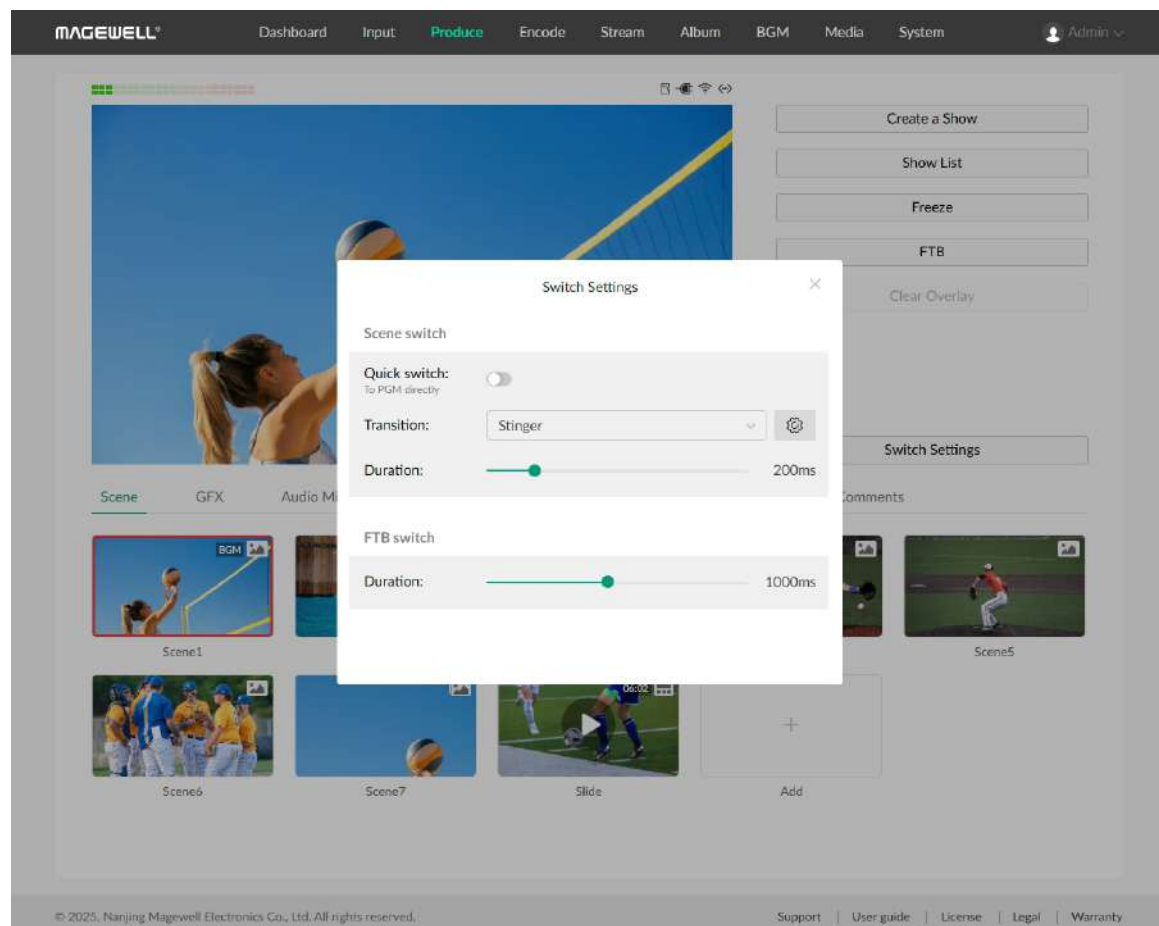 MAGEWELL®
Dashboard Input Produce Encode Stream Album BGM Media System Admin
Create a Show
Show List
Freeze
FTB
Clear Overlay
Switch Settings
Scene switch
Quick switch:
To PGM directly
Transition: Stinger
Duration: 200ms
Switch Settings
Scene GFX Audio Mi Comments
FTB switch
Duration: 1000ms
BGM
Scene1 Scene5
06:02
Scene6 Scene7 Slide Add
© 2025, Nanjing Magewell Electronics Co., Ltd. All rights reserved.
Support | User guide | License | Legal | Warranty